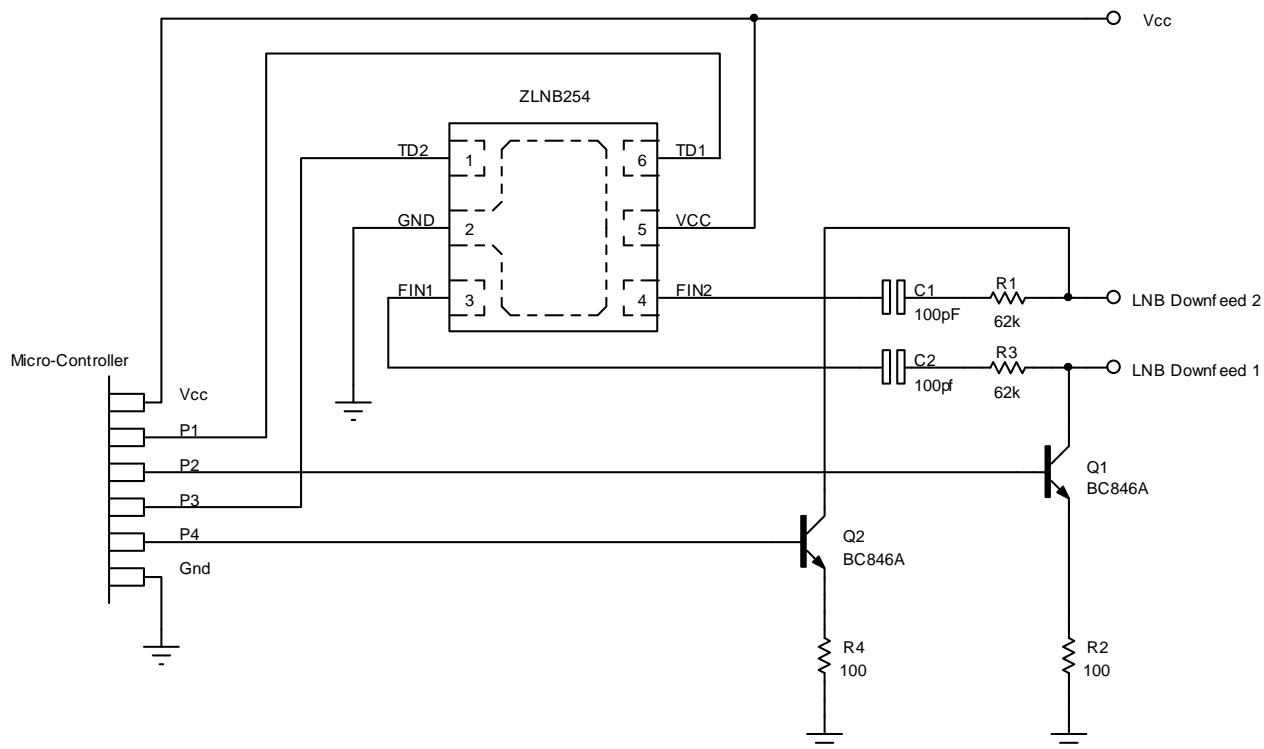 Vcc
ZLNB254
TD2
1
6
TD1
GND
2
5
VCC
FIN1
3
4
FIN2
C1
100pF
R1
62k
LNB Downfeed 2
C2
100pf
R3
62k
LNB Downfeed 1
Micro-Controller
Vcc
P1
P2
P3
P4
Gnd
Q1
BC846A
Q2
BC846A
R4
100
R2
100